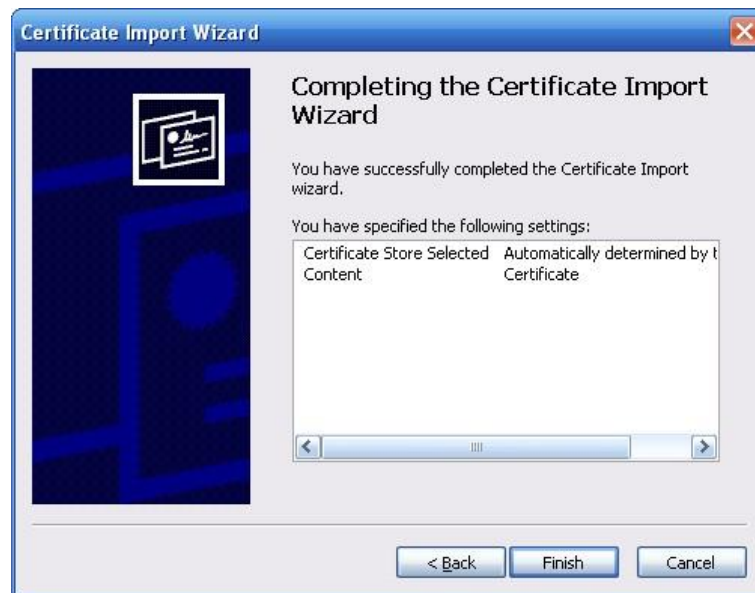 Certificate Import Wizard
Completing the Certificate Import
Wizard
You have successfully completed the Certificate Import
wizard.
You have specified the following settings:
Certificate Store Selected Automatically determined by t
Content Certificate
< Back Finish Cancel